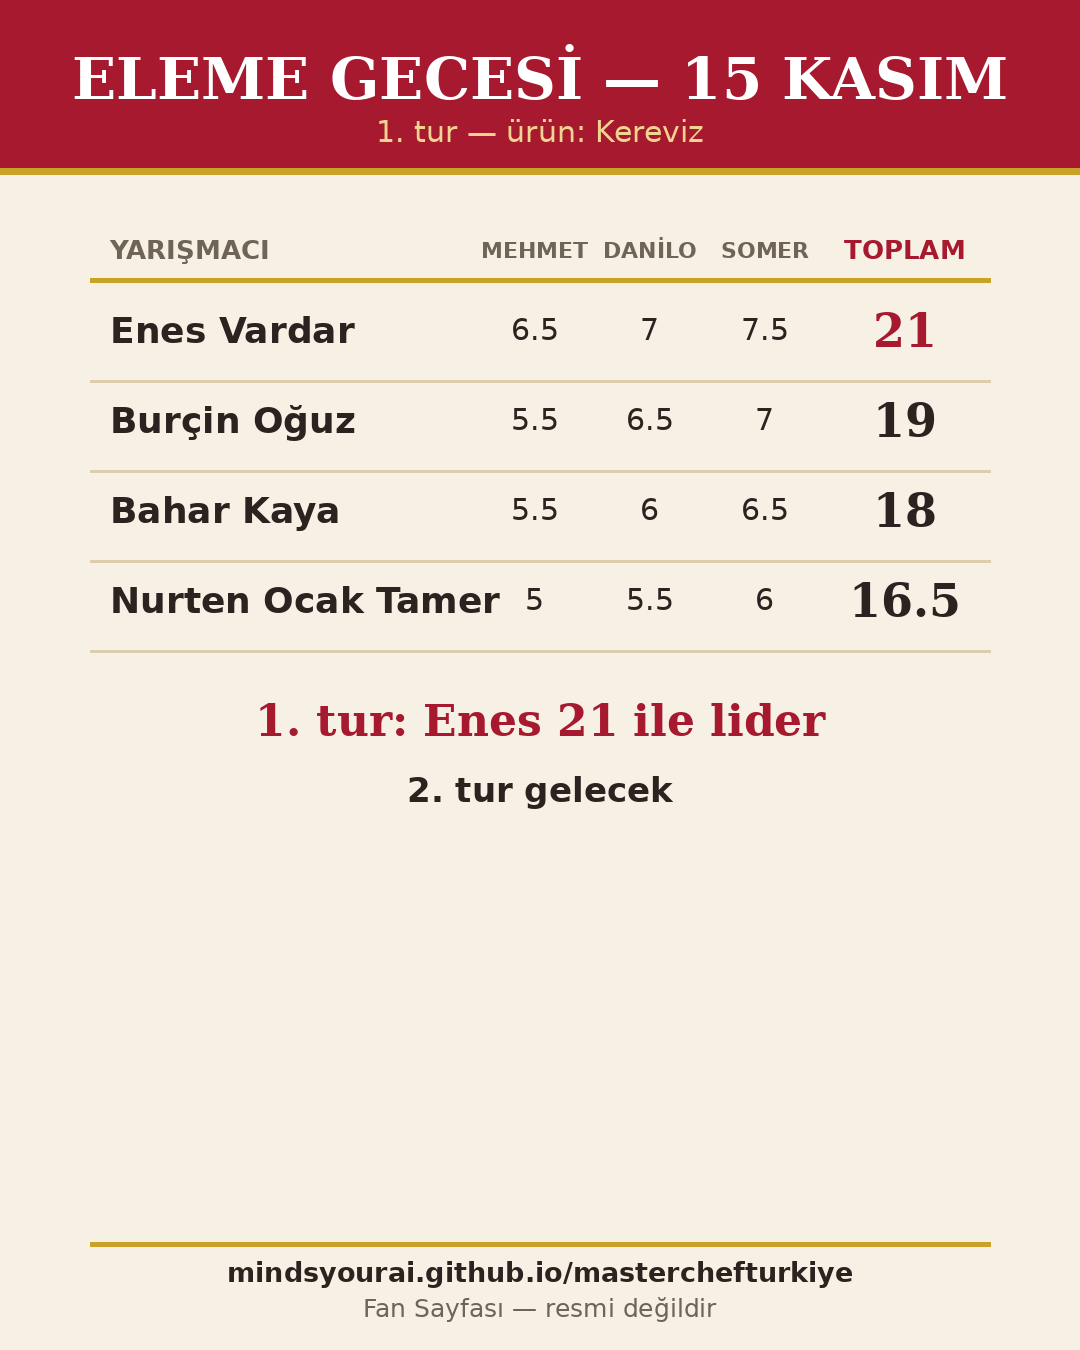 ELEME GECESİ — 15 KASIM
1. tur — ürün: Kereviz
YARIŞMACI MEHMET DANİLO SOMER TOPLAM
Enes Vardar 6.5 7 7.5 21
Burçin Oğuz 5.5 6.5 7 19
Bahar Kaya 5.5 6 6.5 18
Nurten Ocak Tamer 5 5.5 6 16.5
1. tur: Enes 21 ile lider
2. tur gelecek
mindsyourai.github.io/masterchefturkiye
Fan Sayfası — resmi değildir